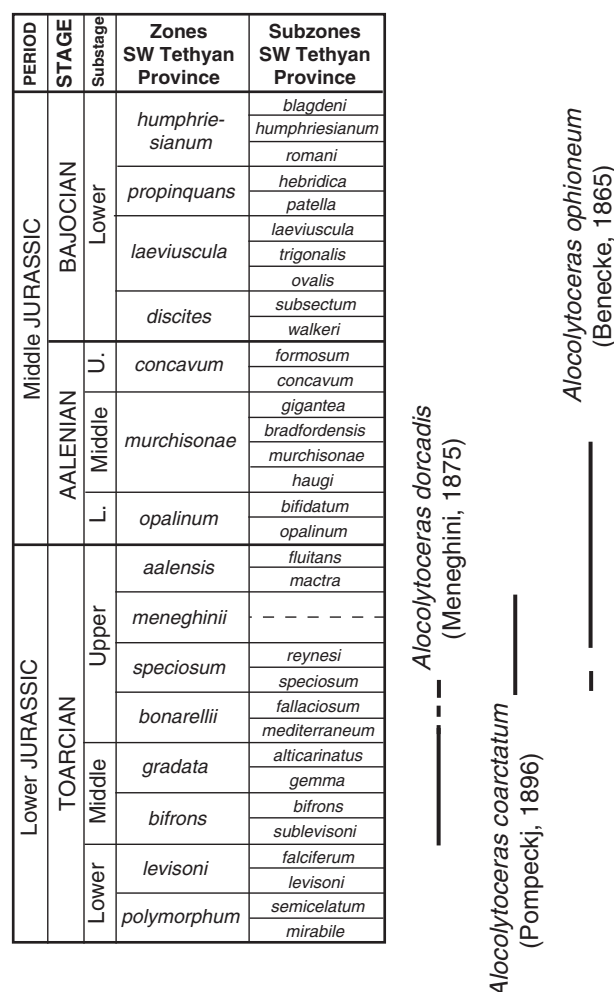 PERIOD
STAGE
Substage
Zones
SW Tethyan
Province
Subzones
SW Tethyan
Province
Middle JURASSIC
BAJOCIAN
Lower
humphrie-
sianum
blagdeni
humphriesianum
romani
propinquans
hebridica
patella
laeviuscula
laeviuscula
trigonalis
ovalis
discites
subsectum
walkeri
AALENIAN
U.
concavum
formosum
concavum
Middle
murchisonae
gigantea
bradfordensis
murchisonae
haugi
L.
opalinum
bifidatum
opalinum
Lower JURASSIC
TOARCIAN
Upper
aalensis
fluitans
mactra
meneghinii
speciosum
reynesi
speciosum
bonarellii
fallaciosum
mediterraneum
Middle
gradata
alticarinatus
gemma
bifrons
bifrons
sublevisoni
Lower
levisoni
falciferum
levisoni
polymorphum
semicelatum
mirabile
Alocolytoceras dorcadis
(Meneghini, 1875)
Alocolytoceras coarctatum
(Pompeckj, 1896)
Alocolytoceras ophioneum
(Benecke, 1865)